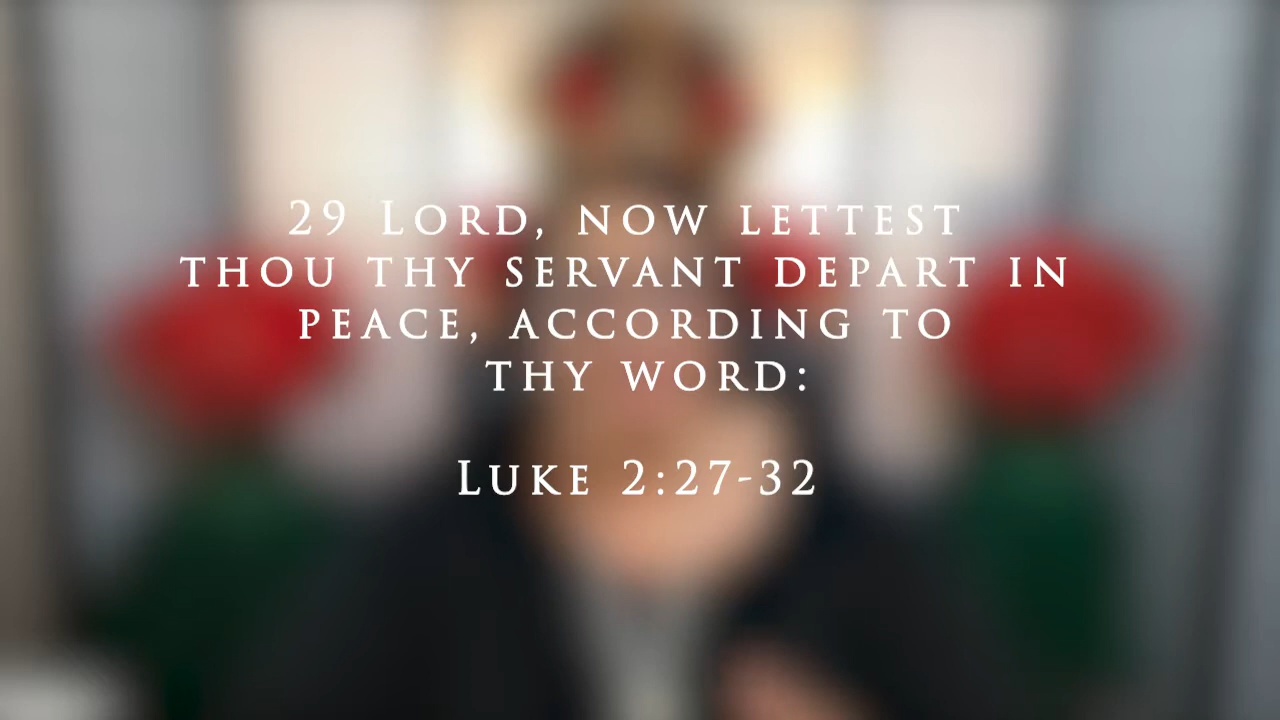 29 Lord, now lettest
thou thy servant depart in
peace, according to
thy word:
Luke 2:27-32